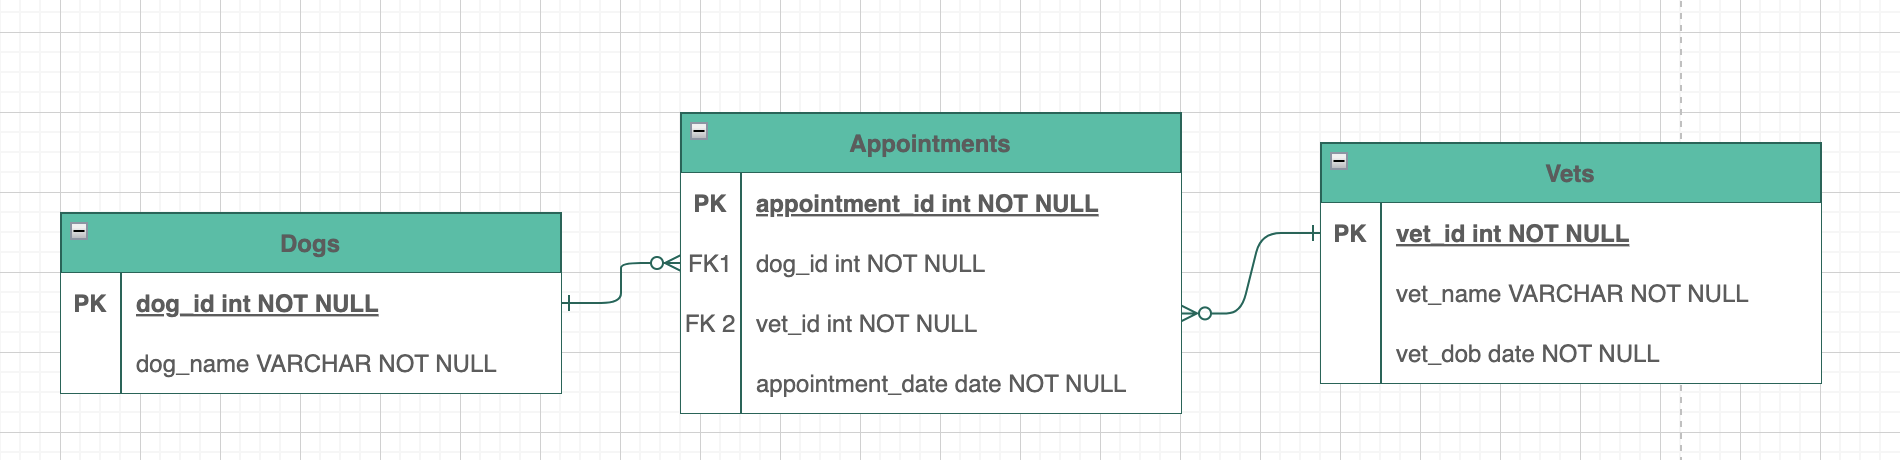 Dogs
PK dog_id int NOT NULL
dog_name VARCHAR NOT NULL
Appointments
PK appointment_id int NOT NULL
FK1 dog_id int NOT NULL
FK 2 vet_id int NOT NULL
appointment_date date NOT NULL
Vets
PK vet_id int NOT NULL
vet_name VARCHAR NOT NULL
vet_dob date NOT NULL